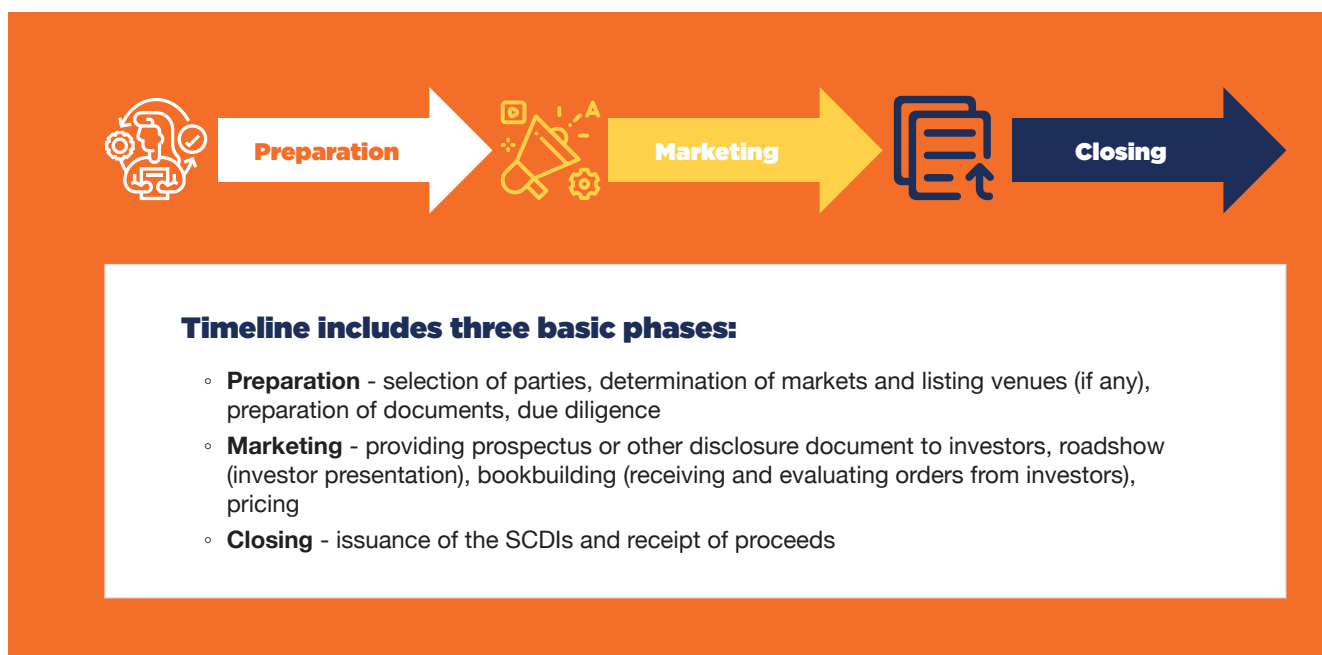 Preparation
Marketing
Closing
Timeline includes three basic phases:
◦ Preparation - selection of parties, determination of markets and listing venues (if any),
preparation of documents, due diligence
◦ Marketing - providing prospectus or other disclosure document to investors, roadshow
(investor presentation), bookbuilding (receiving and evaluating orders from investors),
pricing
◦ Closing - issuance of the SCDIs and receipt of proceeds